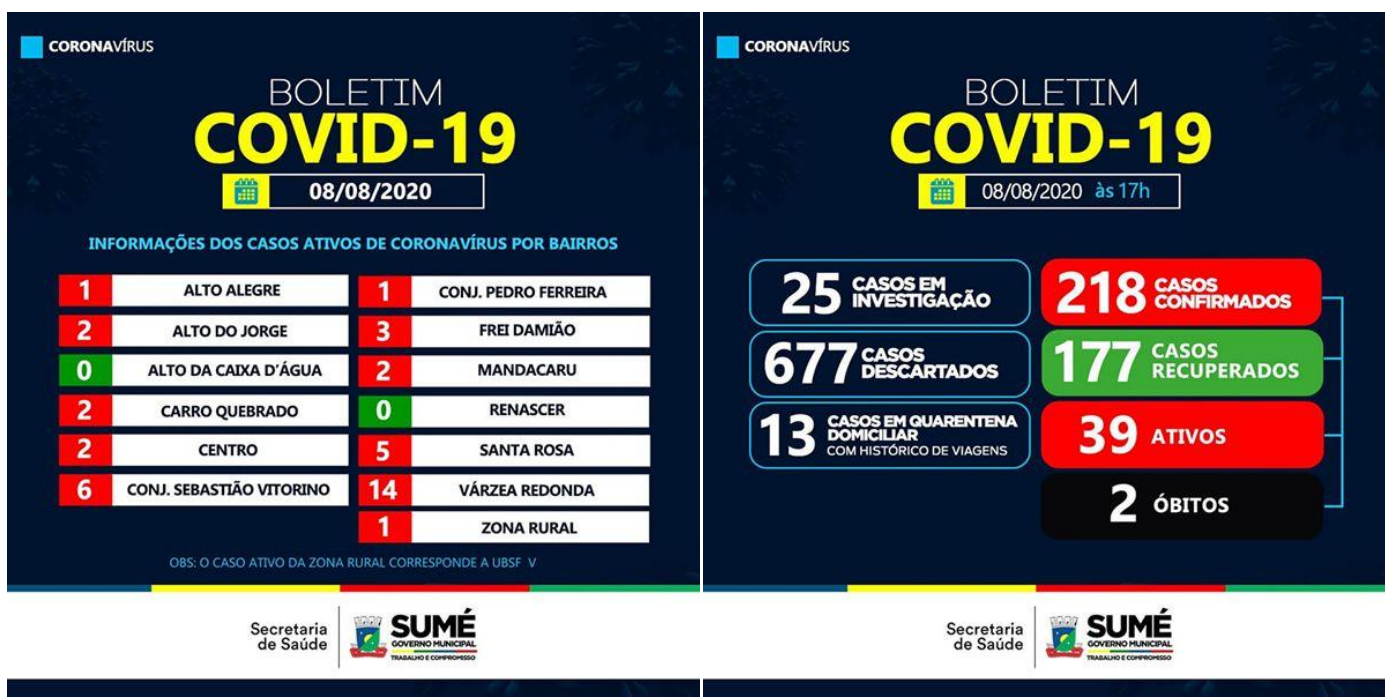 CORONAVÍRUS
BOLETIM
COVID-19
08/08/2020
INFORMAÇÕES DOS CASOS ATIVOS DE CORONAVÍRUS POR BAIRROS
1 ALTO ALEGRE
2 ALTO DO JORGE
0 ALTO DA CAIXA D'ÁGUA
2 CARRO QUEBRADO
2 CENTRO
6 CONJ. SEBASTIÃO VITORINO
1 CONJ. PEDRO FERREIRA
3 FREI DAMIÃO
2 MANDACARU
0 RENASCER
5 SANTA ROSA
14 VÁRZEA REDONDA
1 ZONA RURAL
OBS: O CASO ATIVO DA ZONA RURAL CORRESPONDE A UBSF V
Secretaria
de Saúde
SUMÉ
GOVERNO MUNICIPAL
TRABALHO E COMPROMISSO
CORONAVÍRUS
BOLETIM
COVID-19
08/08/2020 às 17h
25 CASOS EM
INVESTIGAÇÃO
677 CASOS
DESCARTADOS
13 CASOS EM QUARENTENA
DOMICILIAR
COM HISTÓRICO DE VIAGENS
218 CASOS
CONFIRMADOS
177 CASOS
RECUPERADOS
39 ATIVOS
2 ÓBITOS
Secretaria
de Saúde
SUMÉ
GOVERNO MUNICIPAL
TRABALHO E COMPROMISSO